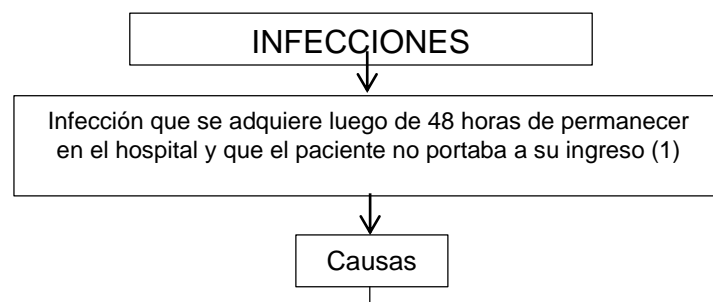 INFECCIONES
Infección que se adquiere luego de 48 horas de permanecer
en el hospital y que el paciente no portaba a su ingreso (1)
Causas